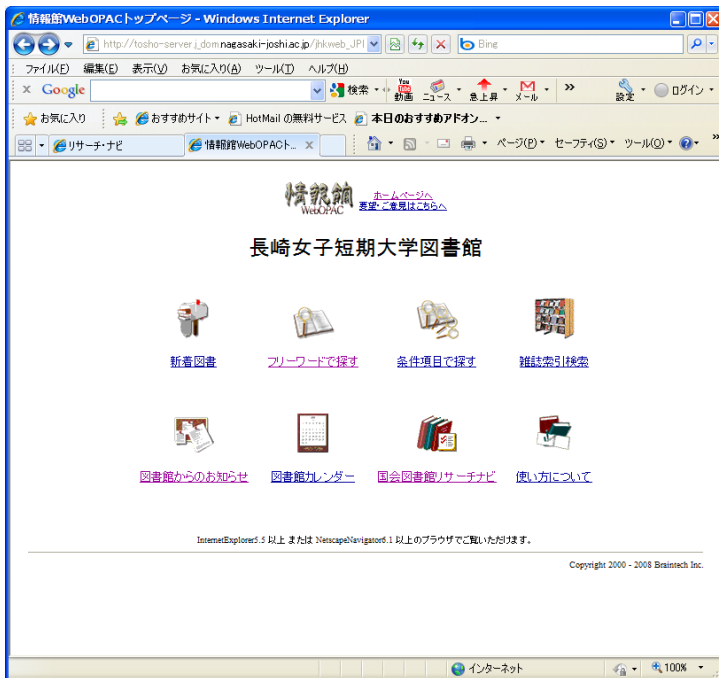 情報館WebOPACトップページ - Windows Internet Explorer
http://tosho-server.j_dom.nagasaki-joshi.ac.jp/jhkweb_JPI
Bing
ファイル(F) 編集(E) 表示(V) お気に入り(A) ツール(T) ヘルプ(H)
x Google 検索 You 動画 ニュース 急上昇 メール » 設定 ログイン
お気に入り おすすめサイト HotMail の無料サービス 本日のおすすめアドオン...
リサーチ・ナビ 情報館WebOPACト... X ページ(P) セーフティ(S) ツール(O) »
情報館 WebOPAC ホームページへ
要望・ご意見はこちらへ
長崎女子短期大学図書館
新着図書 フリーワードで探す 条件項目で探す 雑誌索引検索
図書館からのお知らせ 図書館カレンダー 国会図書館リサーチナビ 使い方について
InternetExplorer5.5 以上 または NetscapeNavigator6.1 以上のブラウザでご覧いただけます。
Copyright 2000 - 2008 Braintech Inc.
インターネット 100%